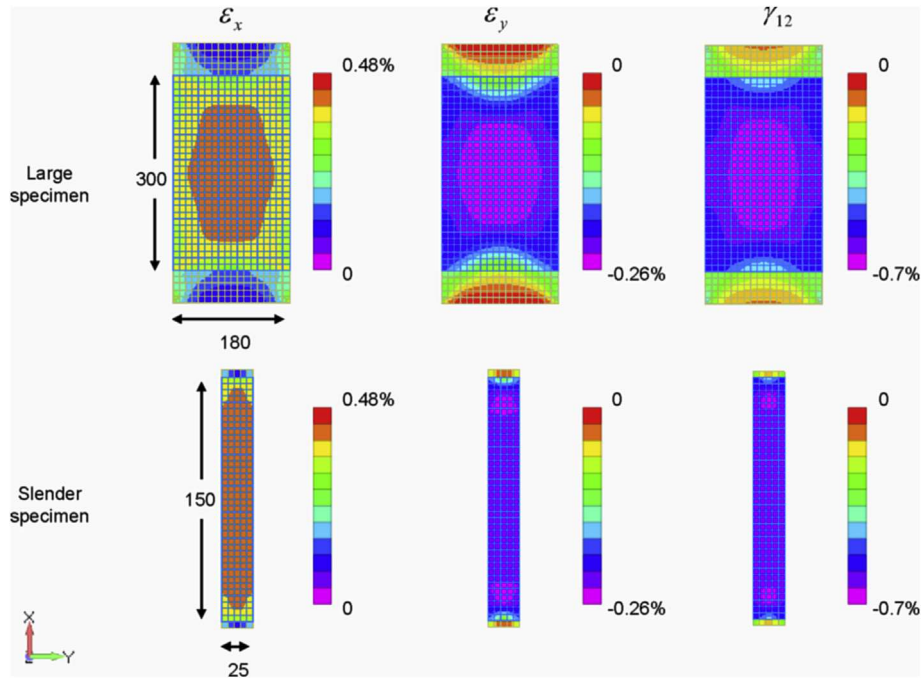 εx εy γ12
0.48% 0 0
Large
specimen
300
0 -0.26% -0.7%
180
0.48% 0 0
Slender
specimen
150
0 -0.26% -0.7%
25
X
Y